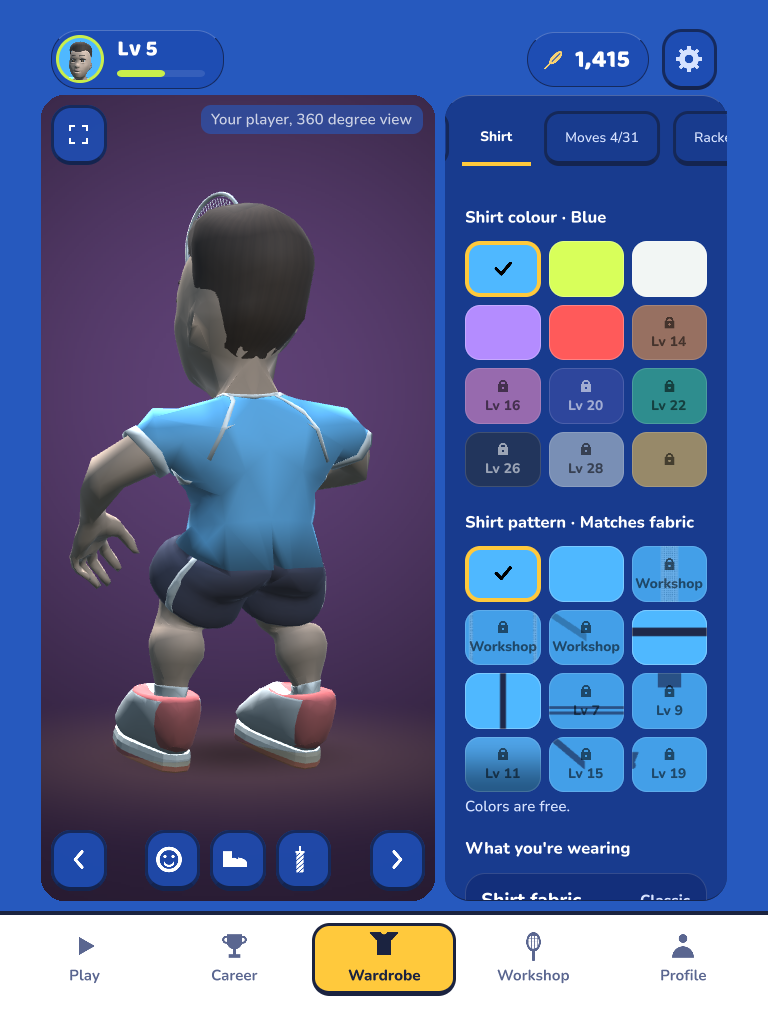 Lv 5
1,415
Your player, 360 degree view
Shirt
Moves 4/31
Shirt colour · Blue
Lv 14
Lv 16
Lv 20
Lv 22
Lv 26
Lv 28
Shirt pattern · Matches fabric
Workshop
Workshop
Workshop
Lv 7
Lv 9
Lv 11
Lv 15
Lv 19
Colors are free.
What you're wearing
Shirt fabric
Classic
Play
Career
Wardrobe
Workshop
Profile